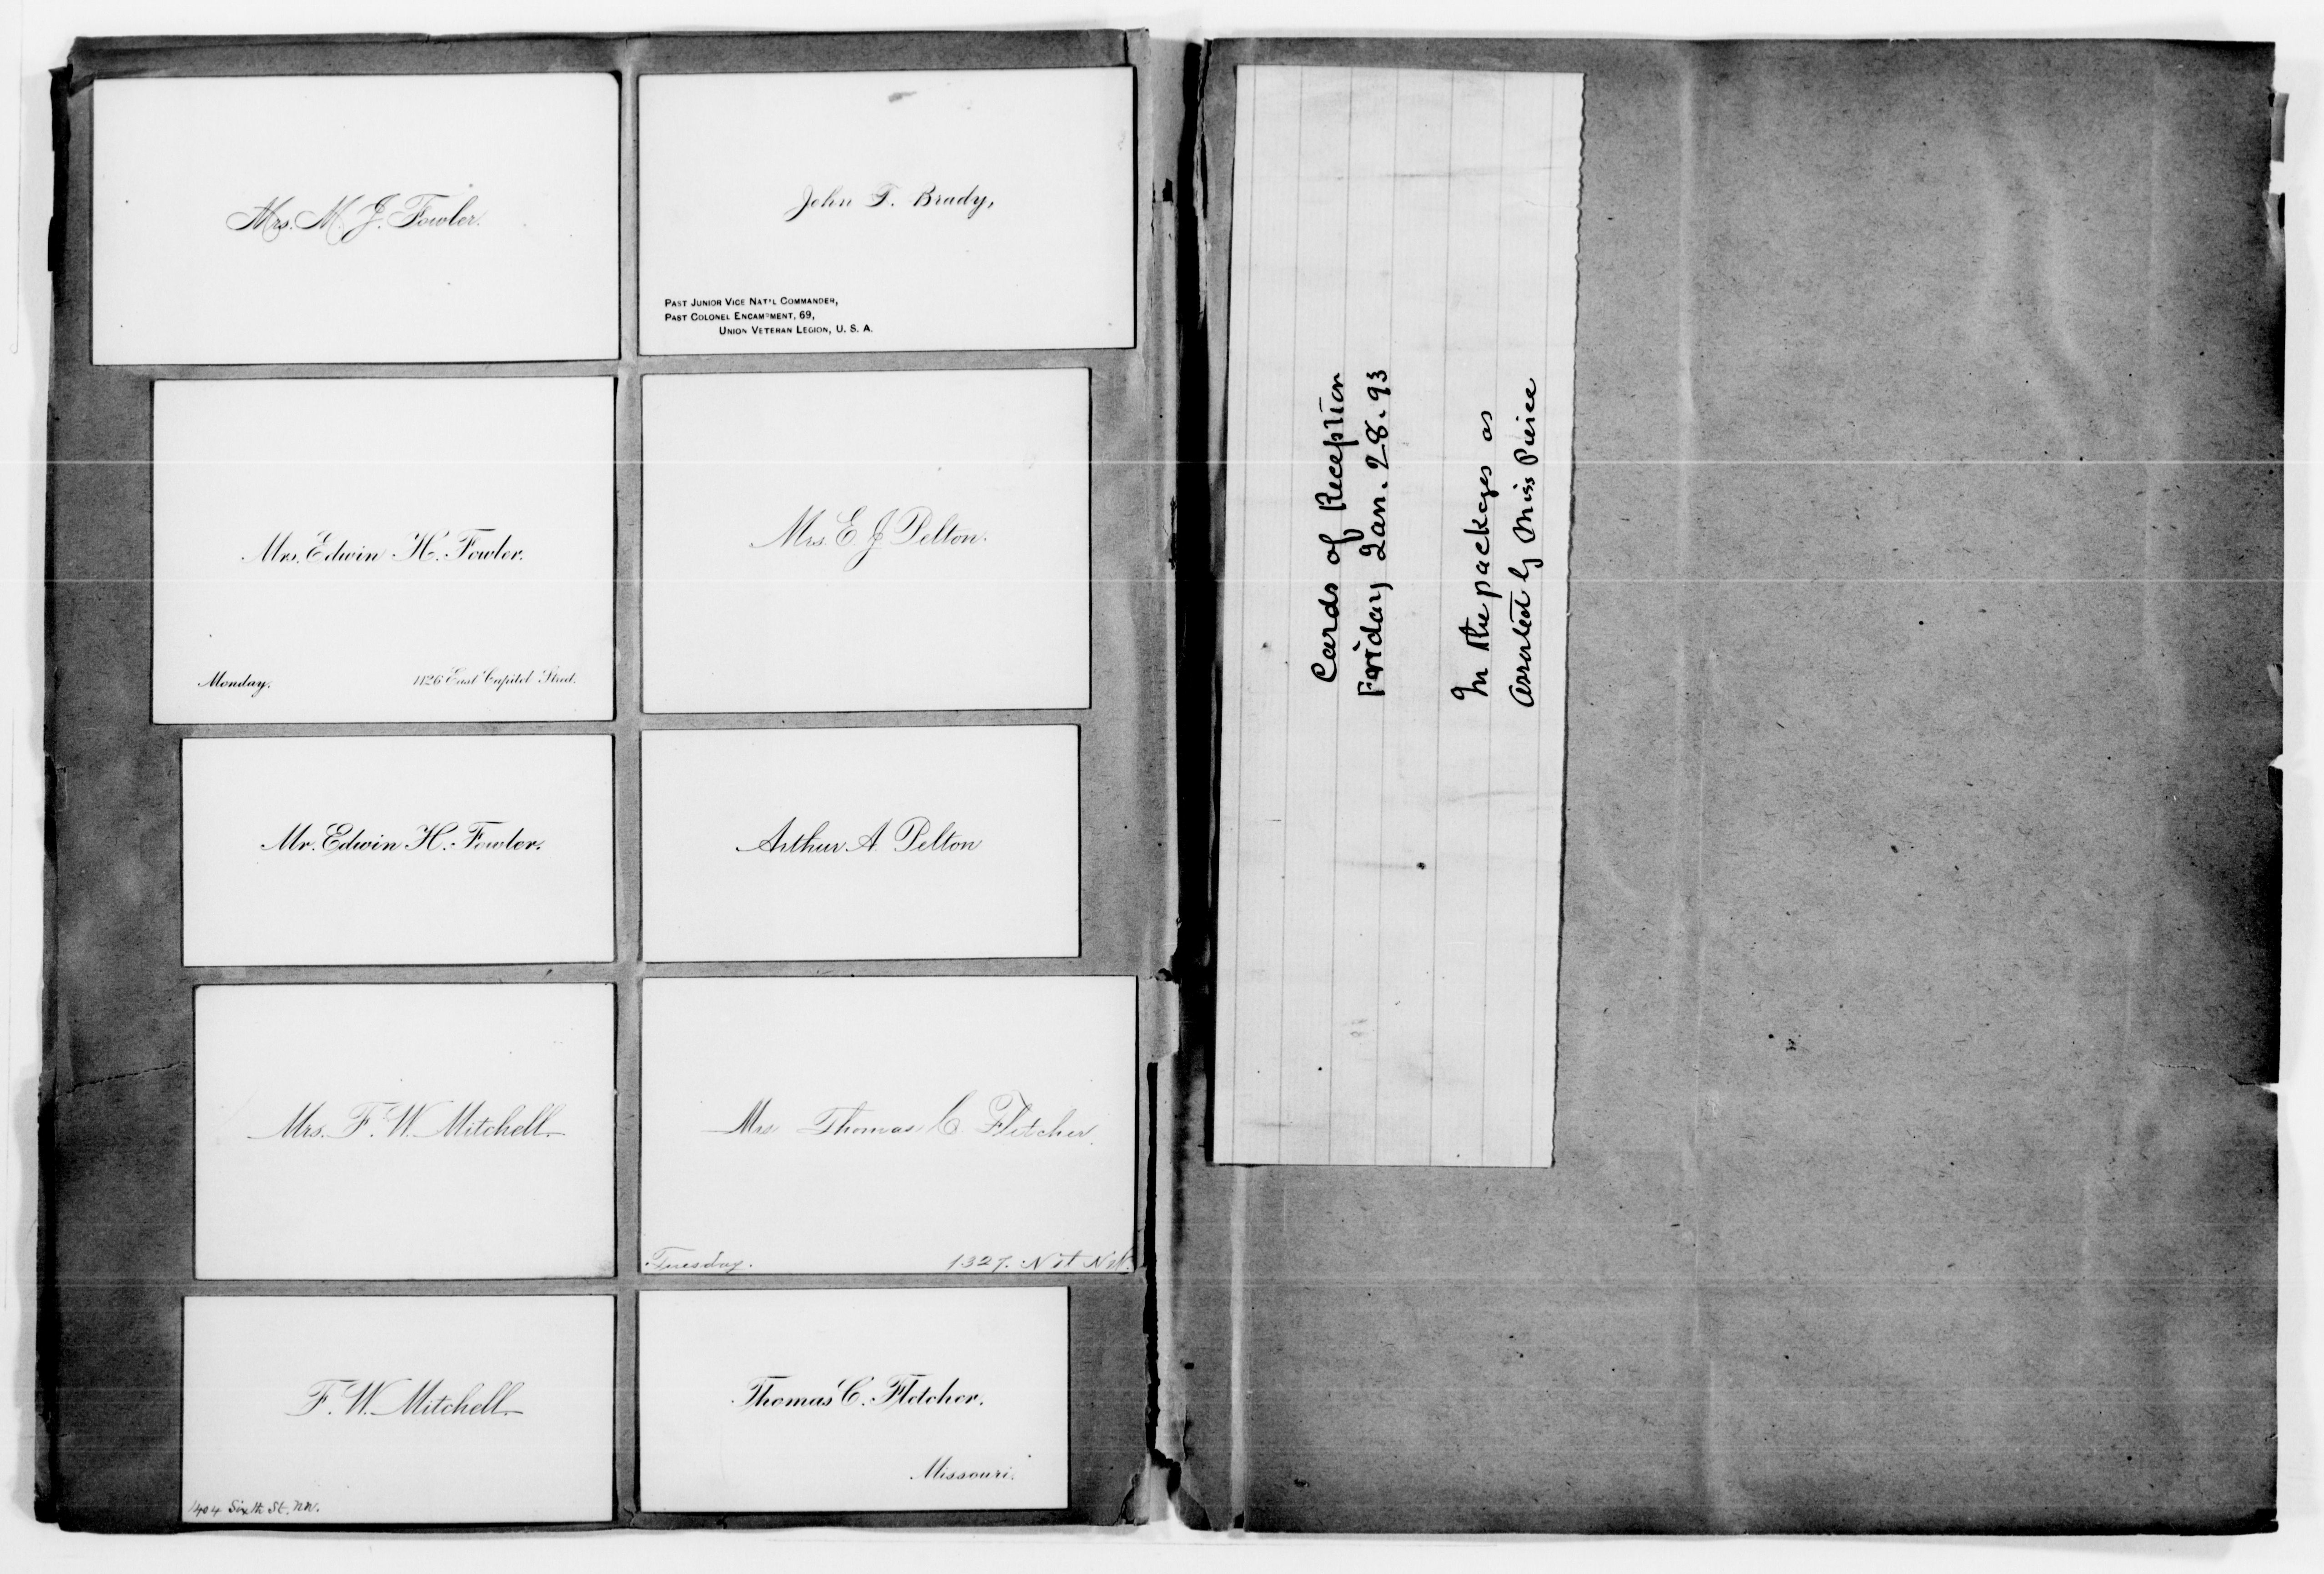 Mrs. M. J. Fowler.
Mrs. Edwin H. Fowler.
Monday. 1126 East Capitol Street.
Mr. Edwin H. Fowler.
Mrs. F. W. Mitchell
F. W. Mitchell
404 Sixth St. NW.
John T. Brady,
PAST JUNIOR VICE NAT'L COMMANDER,
PAST COLONEL ENCAMPMENT, 69,
UNION VETERAN LEGION, U. S. A.
Mrs E J Pelton.
Arthur A. Pelton
Mrs Thomas C. Fletcher.
Tuesday. 1327. N St N.W.
Thomas C. Fletcher.
Missouri.
Cards of Reception
Friday Jan. 28. 93
In the packages as
assorted by Miss Pierce